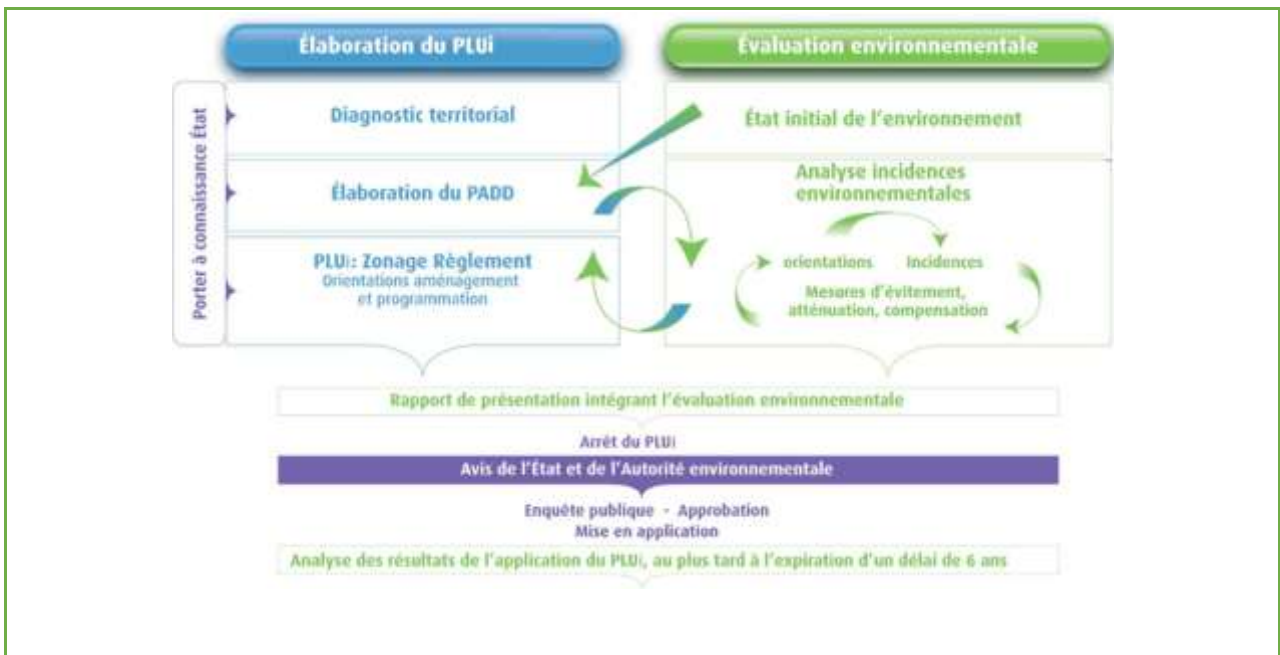 Élaboration du PLUi
Évaluation environnementale
Porter à connaissance État
Diagnostic territorial
État initial de l'environnement
Élaboration du PADD
Analyse incidences
environnementales
PLUi: Zonage Règlement
Orientations aménagement
et programmation
orientations
Incidences
Mesures d'évitement,
atténuation, compensation
Rapport de présentation intégrant l'évaluation environnementale
Arrêt du PLUi
Avis de l'État et de l'Autorité environnementale
Enquête publique - Approbation
Mise en application
Analyse des résultats de l'application du PLUi, au plus tard à l'expiration d'un délai de 6 ans